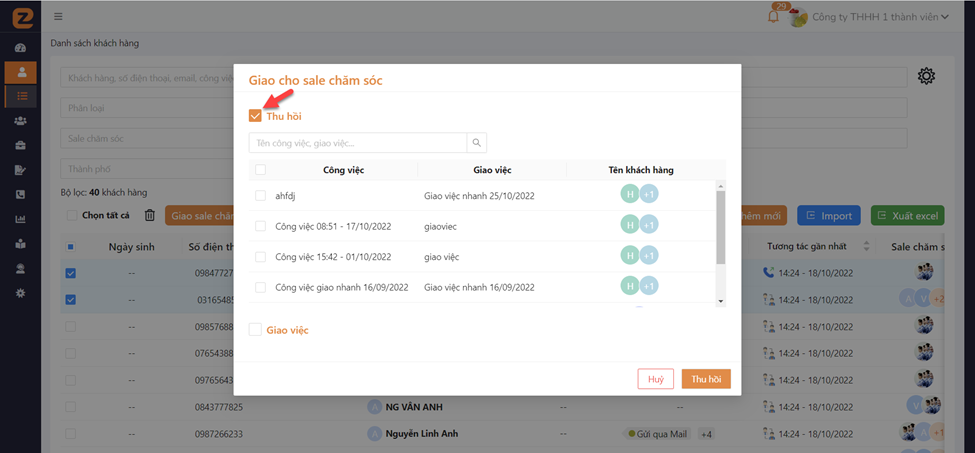 29
Công ty THHH 1 thành viên
Danh sách khách hàng
Khách hàng, số điện thoại, email, công việ
Phân loại
Sale chăm sóc
Thành phố
Bộ lọc: 40 khách hàng
Chọn tất cả
Giao sale chăm
hêm mới
Import
Xuất excel
Ngày sinh
Số điện th
Tương tác gần nhất
Sale chăm s
--
0984772
14:24 - 18/10/2022
--
0316548
14:24 - 18/10/2022
A
V
+2
--
0985768
14:24 - 18/10/2022
--
0765438
14:24 - 18/10/2022
--
0976564
14:24 - 18/10/2022
--
0843777825
A
NG VÂN ANH
--
--
14:24 - 18/10/2022
V
--
0987266233
A
Nguyễn Linh Anh
--
Gửi qua Mail
+4
14:24 - 18/10/2022
A
+1
Giao cho sale chăm sóc
Thu hồi
Tên công việc, giao việc...
Công việc
Giao việc
Tên khách hàng
ahfdj
Giao việc nhanh 25/10/2022
H
+1
Công việc 08:51 - 17/10/2022
giaoviec
H
+1
Công việc 15:42 - 01/10/2022
giao việc
H
+1
Công việc giao nhanh 16/09/2022
Giao việc nhanh 16/09/2022
H
+1
Giao việc
Huỷ
Thu hồi